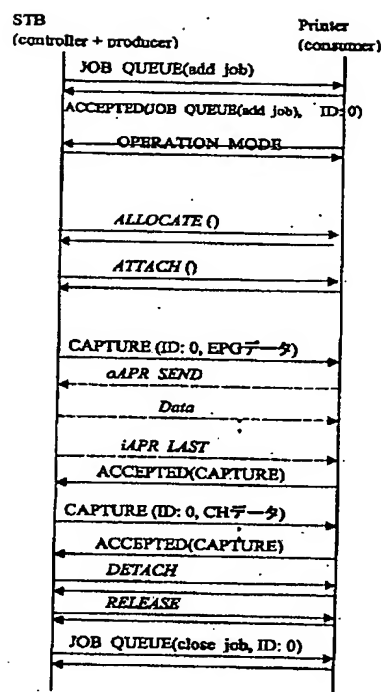 STB
(controller + producer)
Printer
(consumer)
JOB QUEUE(add job)
ACCEPTED(JOB QUEUE(add job), ID: 0)
OPERATION MODE
ALLOCATE ()
ATTACH ()
CAPTURE (ID: 0, EPGデータ)
oAPR SEND
Data
iAPR LAST
ACCEPTED(CAPTURE)
CAPTURE (ID: 0, CHデータ)
ACCEPTED(CAPTURE)
DETACH
RELEASE
JOB QUEUE(close job, ID: 0)